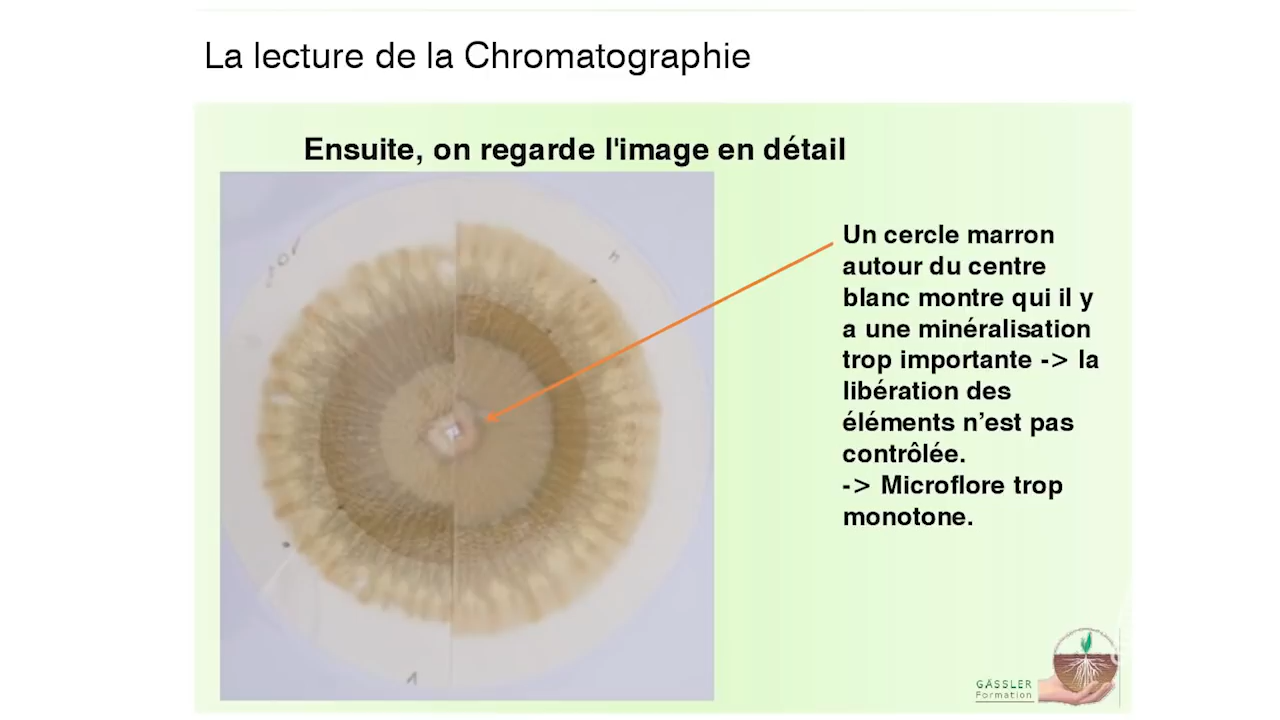 La lecture de la Chromatographie
Ensuite, on regarde l'image en détail
Un cercle marron
autour du centre
blanc montre qui il y
a une minéralisation
trop importante -> la
libération des
éléments n’est pas
contrôlée.
-> Microflore trop
monotone.
GÄSSLER
Formation